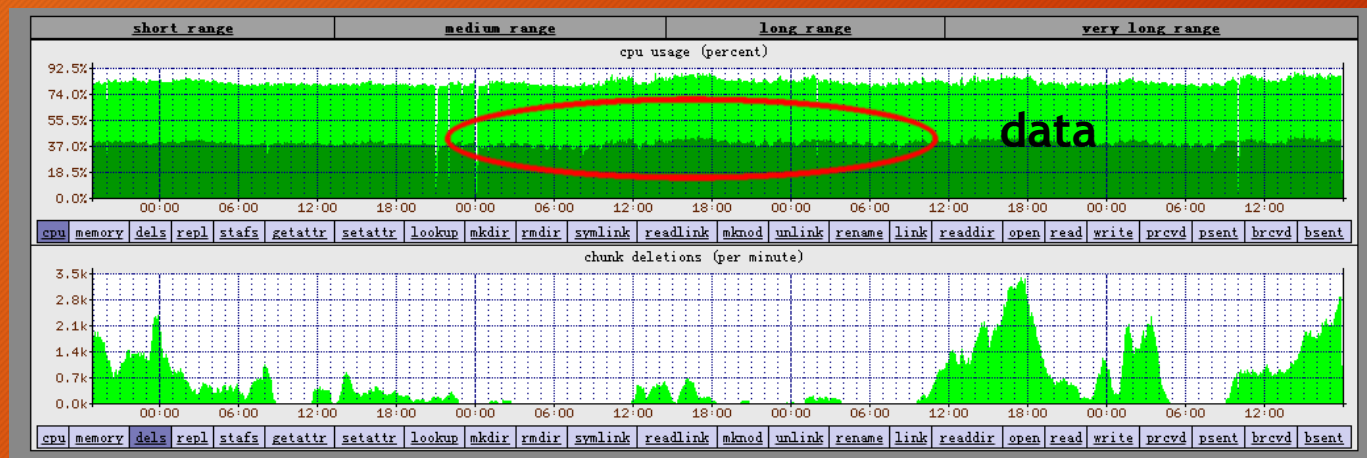 short range medium range long range very long range
cpu usage (percent)
92.5%
74.0%
55.5%
data
37.0%
18.5%
0.0%
00:00 06:00 12:00 18:00 00:00 06:00 12:00 18:00 00:00 06:00 12:00 18:00 00:00 06:00 12:00
cpu memory dels repl stafs getattr setattr lookup mkdir rmdir symlink readlink mknod unlink rename link readdir open read write prcvd psent brcvd bsent
chunk deletions (per minute)
3.5k
2.8k
2.1k
1.4k
0.7k
0.0k
00:00 06:00 12:00 18:00 00:00 06:00 12:00 18:00 00:00 06:00 12:00 18:00 00:00 06:00 12:00
cpu memory dels repl stafs getattr setattr lookup mkdir rmdir symlink readlink mknod unlink rename link readdir open read write prcvd psent brcvd bsent